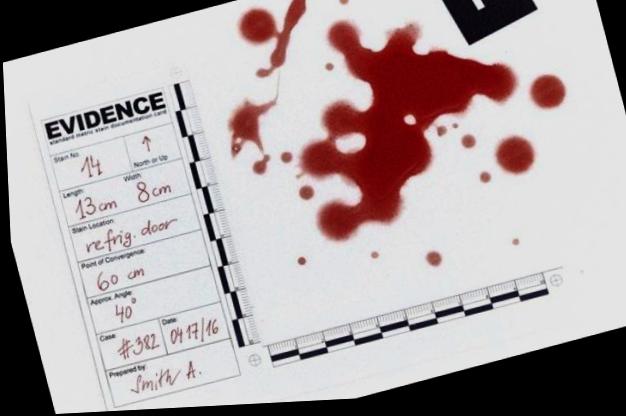 EVIDENCE
standard metric stain documentation card
Stain No.
14
↑
North or Up
Length:
Width:
13 cm
8 cm
Stain Location:
refrig. door
Point of Convergence:
60 cm
Approx. Angle:
40°
Case
Date:
#382
04 17/16
Prepared by:
Smith A.